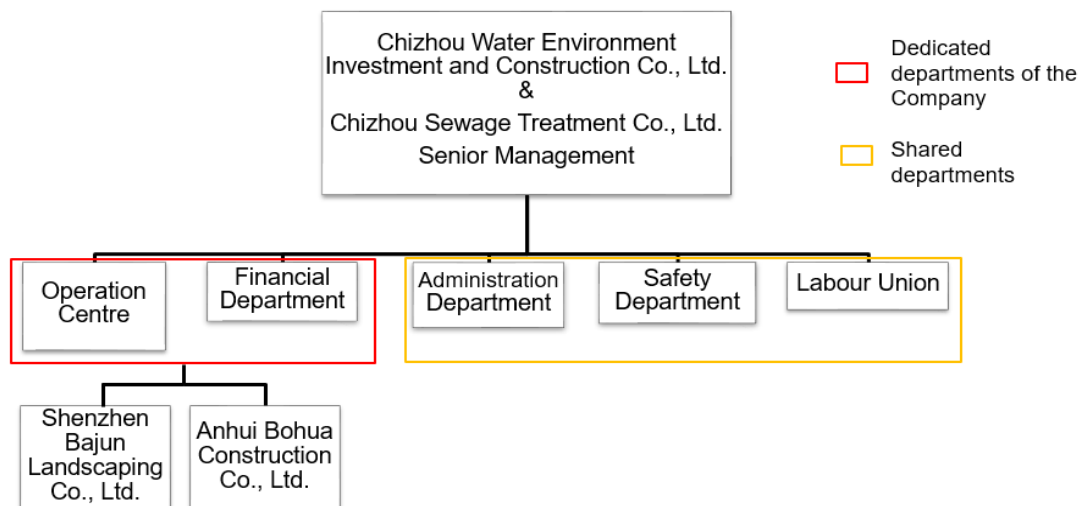 Chizhou Water Environment
Investment and Construction Co., Ltd.
&
Chizhou Sewage Treatment Co., Ltd.
Senior Management
Dedicated
departments of the
Company
Shared
departments
Operation
Centre
Financial
Department
Administration
Department
Safety
Department
Labour Union
Shenzhen
Bajun
Landscaping
Co., Ltd.
Anhui Bohua
Construction
Co., Ltd.